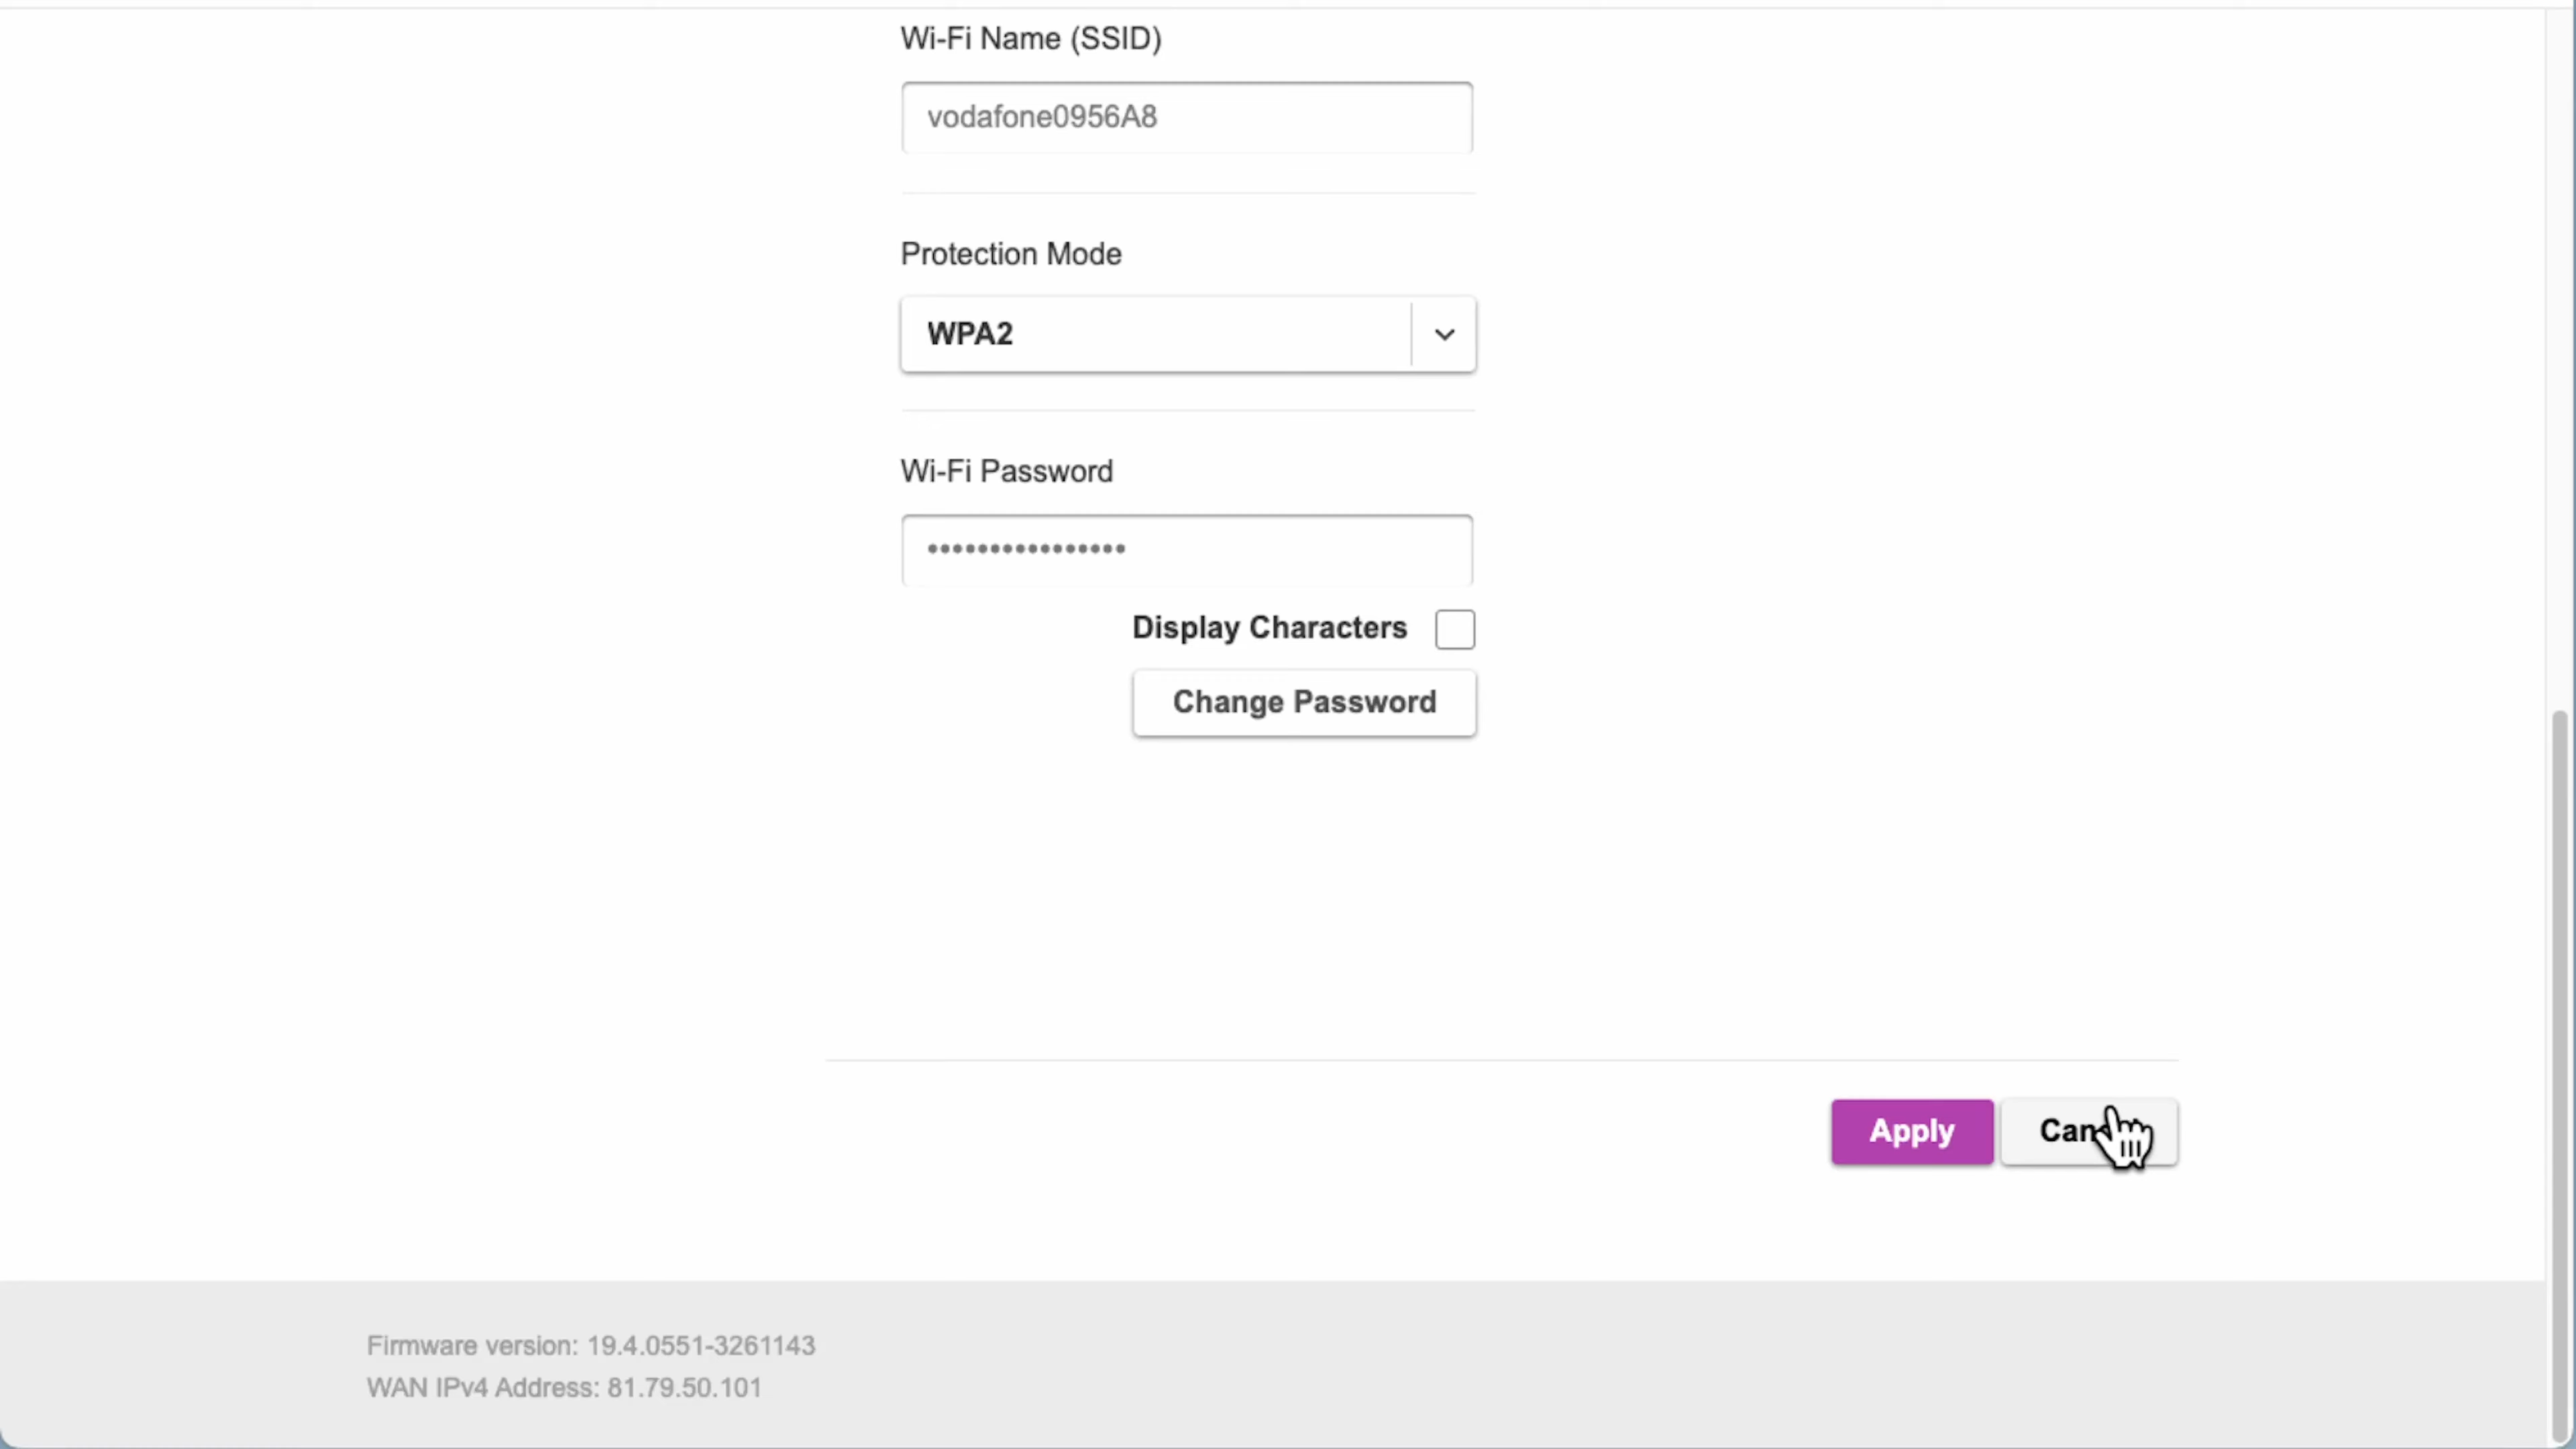 Wi-Fi Name (SSID)
vodafone0956A8
Protection Mode
WPA2
Wi-Fi Password
••••••••••••••••
Display Characters
Change Password
Apply
Firmware version: 19.4.0551-3261143
WAN IPv4 Address: 81.79.50.101